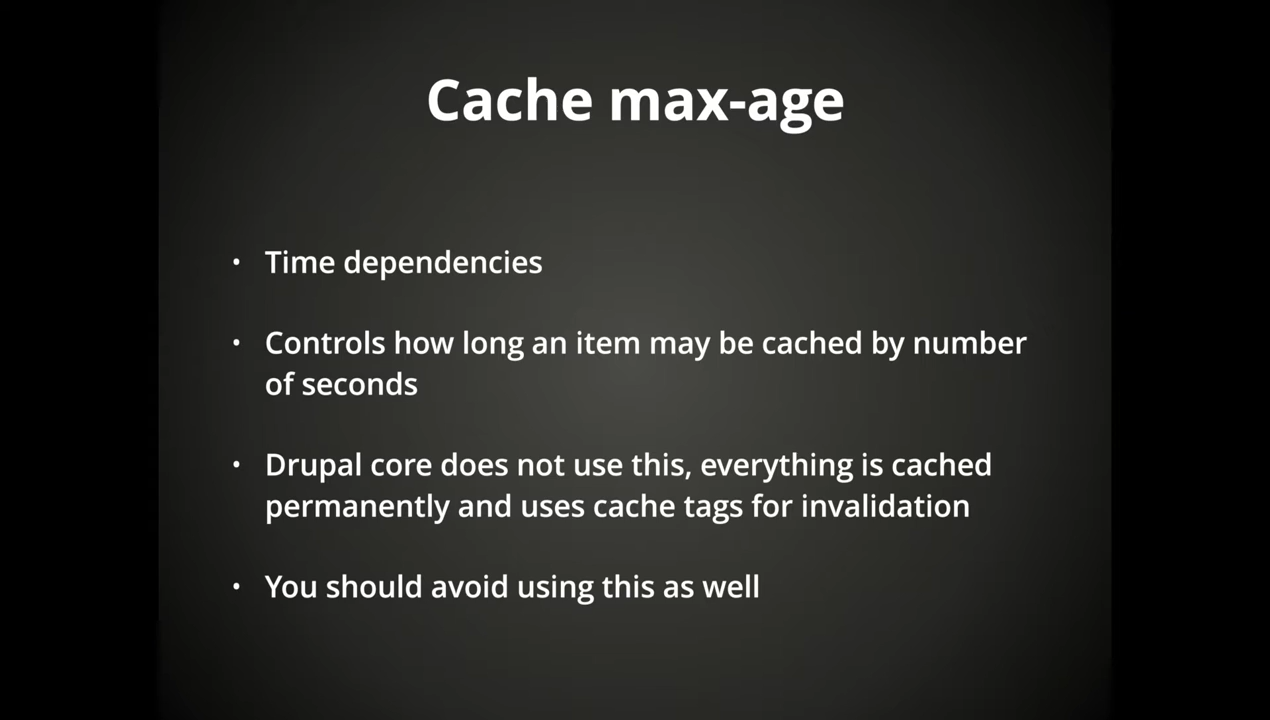 Cache max-age
• Time dependencies
• Controls how long an item may be cached by number
of seconds
• Drupal core does not use this, everything is cached
permanently and uses cache tags for invalidation
• You should avoid using this as well